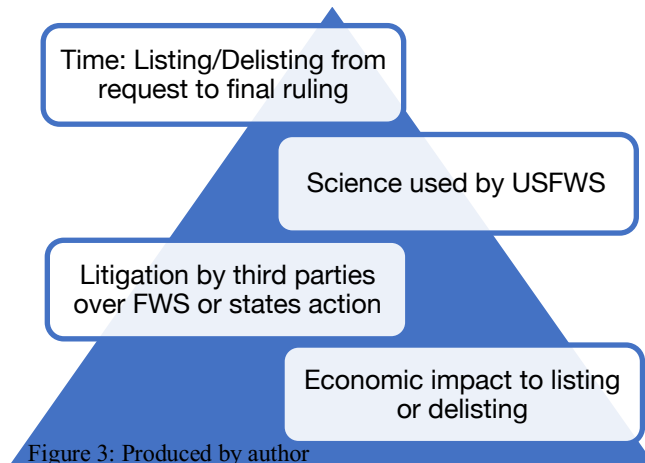 Time: Listing/Delisting from
request to final ruling
Science used by USFWS
Litigation by third parties
over FWS or states action
Economic impact to listing
or delisting
Figure 3: Produced by author